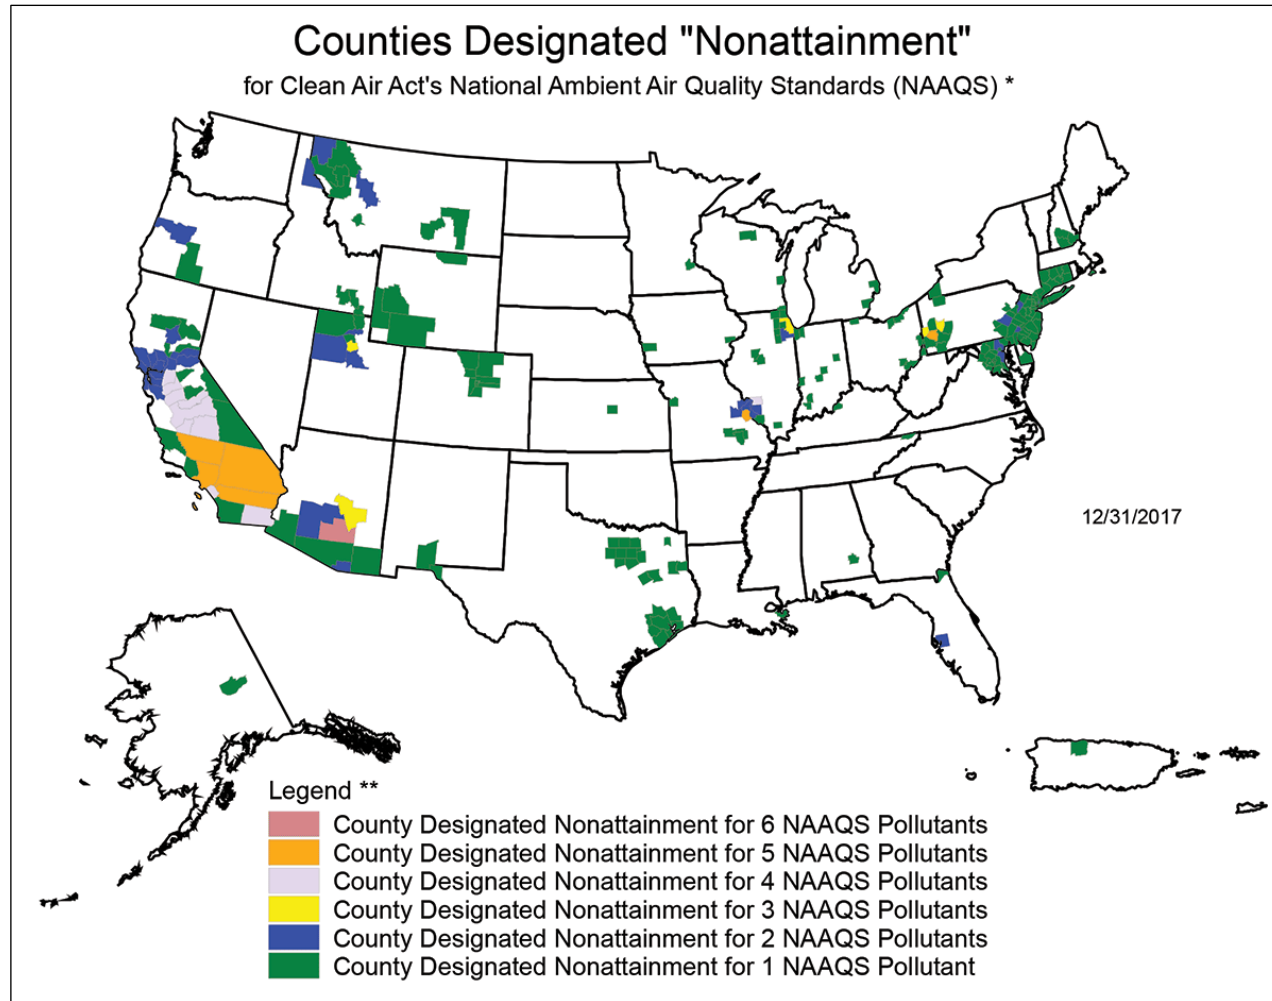 Counties Designated "Nonattainment"
for Clean Air Act's National Ambient Air Quality Standards (NAAQS) *
12/31/2017
Legend **
County Designated Nonattainment for 6 NAAQS Pollutants
County Designated Nonattainment for 5 NAAQS Pollutants
County Designated Nonattainment for 4 NAAQS Pollutants
County Designated Nonattainment for 3 NAAQS Pollutants
County Designated Nonattainment for 2 NAAQS Pollutants
County Designated Nonattainment for 1 NAAQS Pollutant